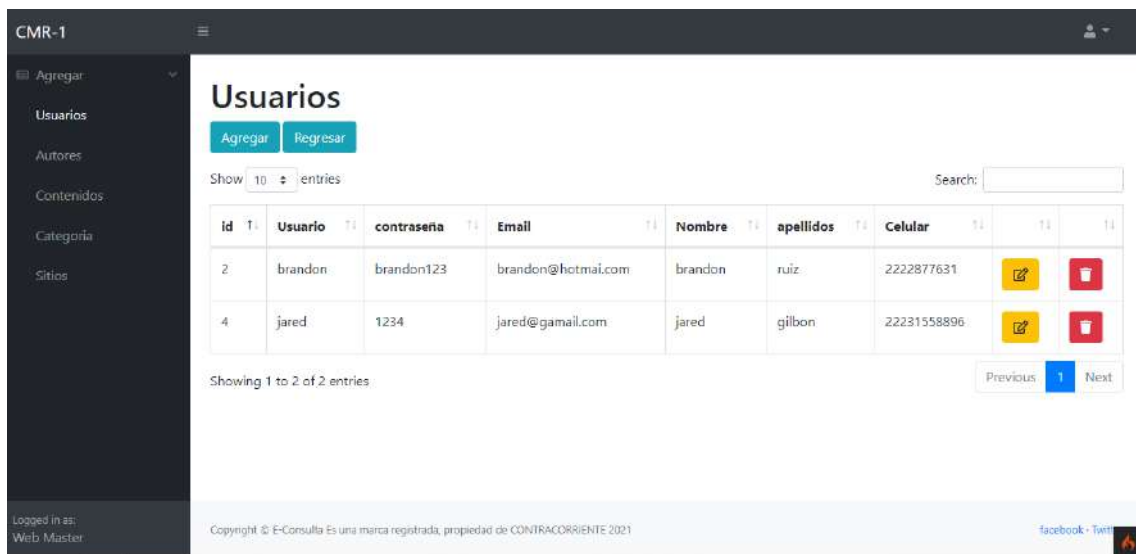 CMR-1
Agregar
Usuarios
Autores
Contenidos
Categoria
Sitios
Logged in as:
Web Master
Usuarios
Agregar Regresar
Show 10 entries Search:
id Usuario contraseña Email Nombre apellidos Celular
2 brandon brandon123 brandon@hotmai.com brandon ruiz 2222877631
4 jared 1234 jared@gamail.com jared gilbon 22231558896
Showing 1 to 2 of 2 entries Previous 1 Next
Copyright © E-Consulta Es una marca registrada, propiedad de CONTRACORRIENTE 2021 facebook · Twitt